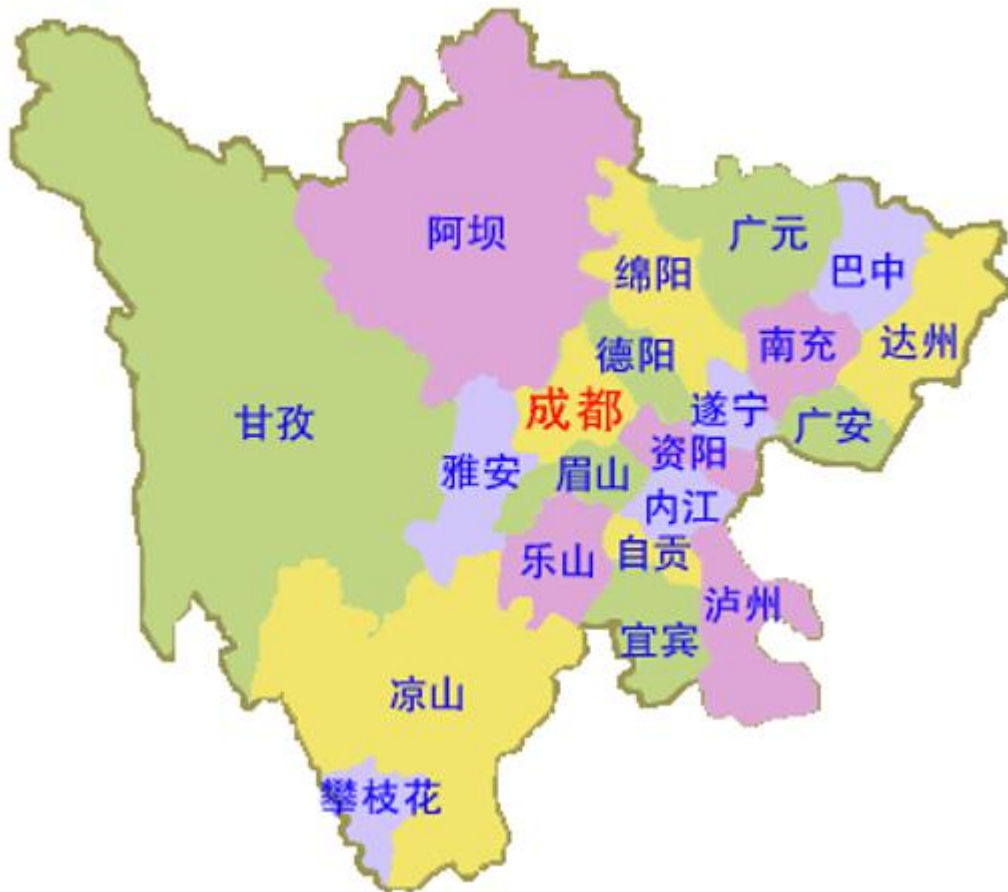 阿坝
广元
绵阳
巴中
德阳
南充
达州
甘孜
成都
遂宁
广安
雅安
眉山
资阳
内江
乐山
自贡
泸州
宜宾
凉山
攀枝花